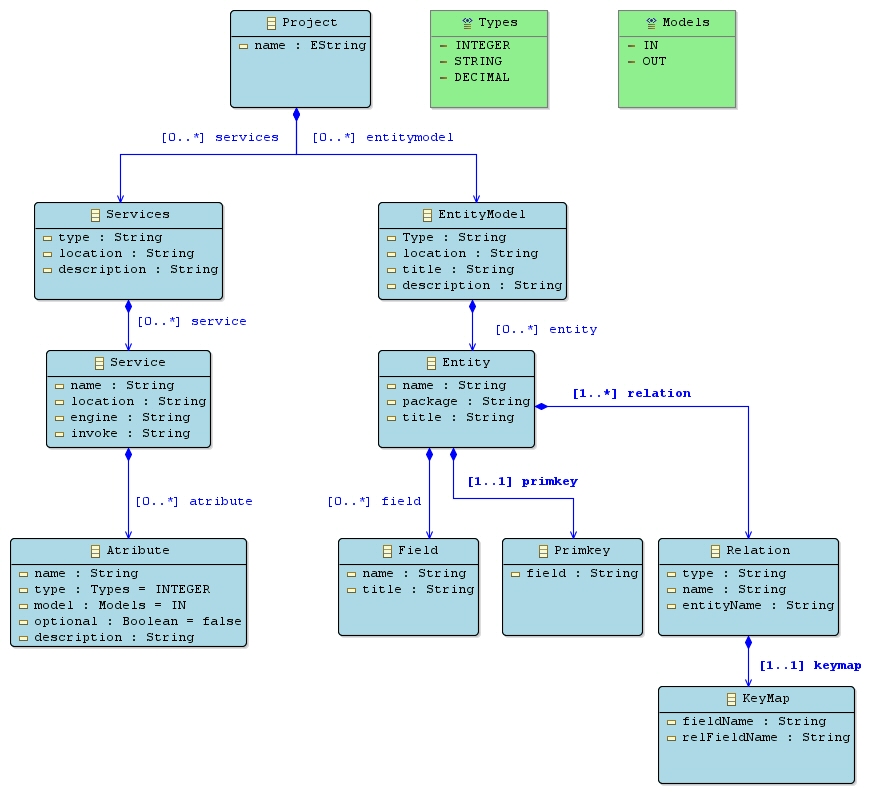 Project
name : EString
Types
INTEGER
STRING
DECIMAL
Models
IN
OUT
[0..*] services
[0..*] entitymodel
Services
type : String
location : String
description : String
EntityModel
Type : String
location : String
title : String
description : String
[0..*] service
[0..*] entity
Service
name : String
location : String
engine : String
invoke : String
Entity
name : String
package : String
title : String
[1..*] relation
[0..*] atribute
[0..*] field
[1..1] primkey
Atribute
name : String
type : Types = INTEGER
model : Models = IN
optional : Boolean = false
description : String
Field
name : String
title : String
Primkey
field : String
Relation
type : String
name : String
entityName : String
[1..1] keymap
KeyMap
fieldName : String
relFieldName : String